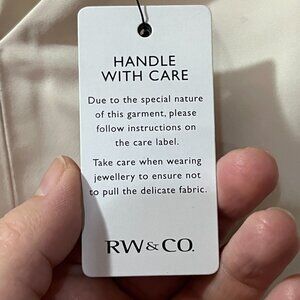 HANDLE
WITH CARE
Due to the special nature
of this garment, please
follow instructions on
the care label.
Take care when wearing
jewellery to ensure not
to pull the delicate fabric.
RW&CO.